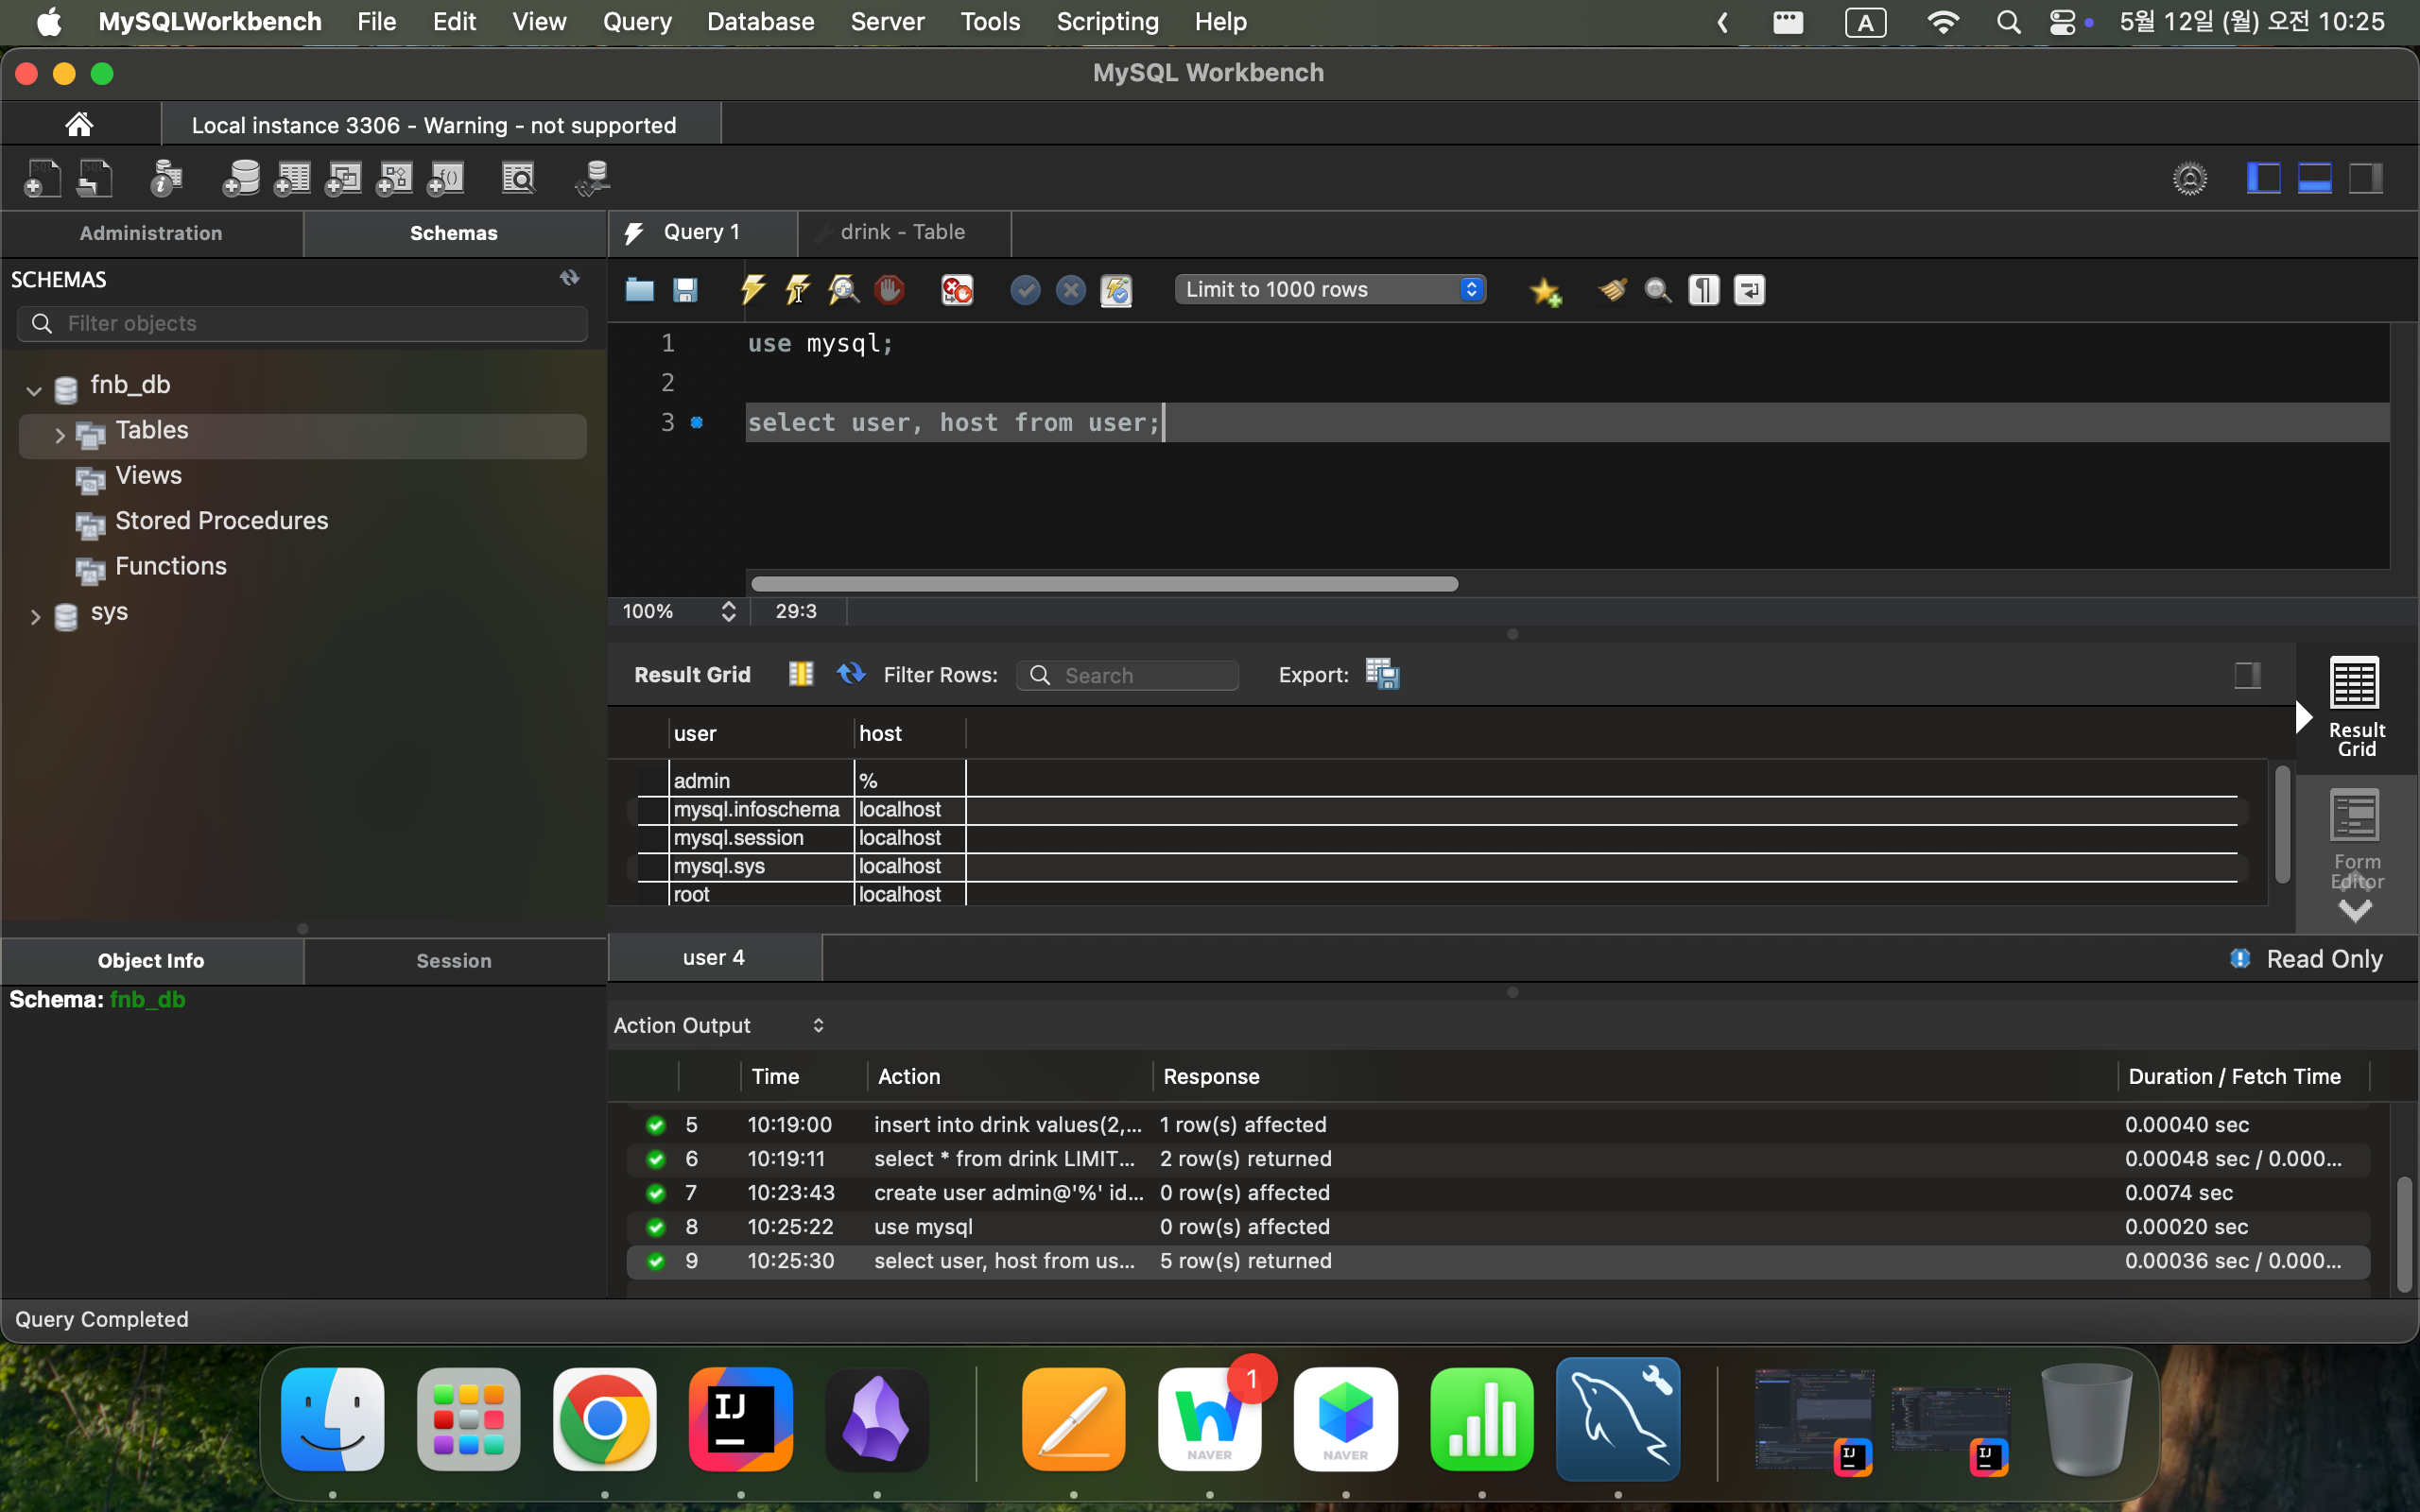 MySQLWorkbench File Edit View Query Database Server Tools Scripting Help A 5월 12일 (월) 오전 10:25
MySQL Workbench
Local instance 3306 - Warning - not supported
Administration Schemas Query 1 drink - Table
SCHEMAS
Filter objects
Limit to 1000 rows
fnb_db
Tables
Views
Stored Procedures
Functions
sys
1 use mysql;
2
3 select user, host from user;
100% 29:3
Result Grid Filter Rows: Search Export:
user host
admin %
mysql.infoschema localhost
mysql.session localhost
mysql.sys localhost
root localhost
Result
Grid
Form
Editor
Object Info Session
user 4 Read Only
Schema: fnb_db
Action Output
Time Action Response Duration / Fetch Time
5 10:19:00 insert into drink values(2,... 1 row(s) affected 0.00040 sec
6 10:19:11 select * from drink LIMIT... 2 row(s) returned 0.00048 sec / 0.000...
7 10:23:43 create user admin@'%' id... 0 row(s) affected 0.0074 sec
8 10:25:22 use mysql 0 row(s) affected 0.00020 sec
9 10:25:30 select user, host from us... 5 row(s) returned 0.00036 sec / 0.000...
Query Completed
1
IJ
NAVER
NAVER
IJ
IJ